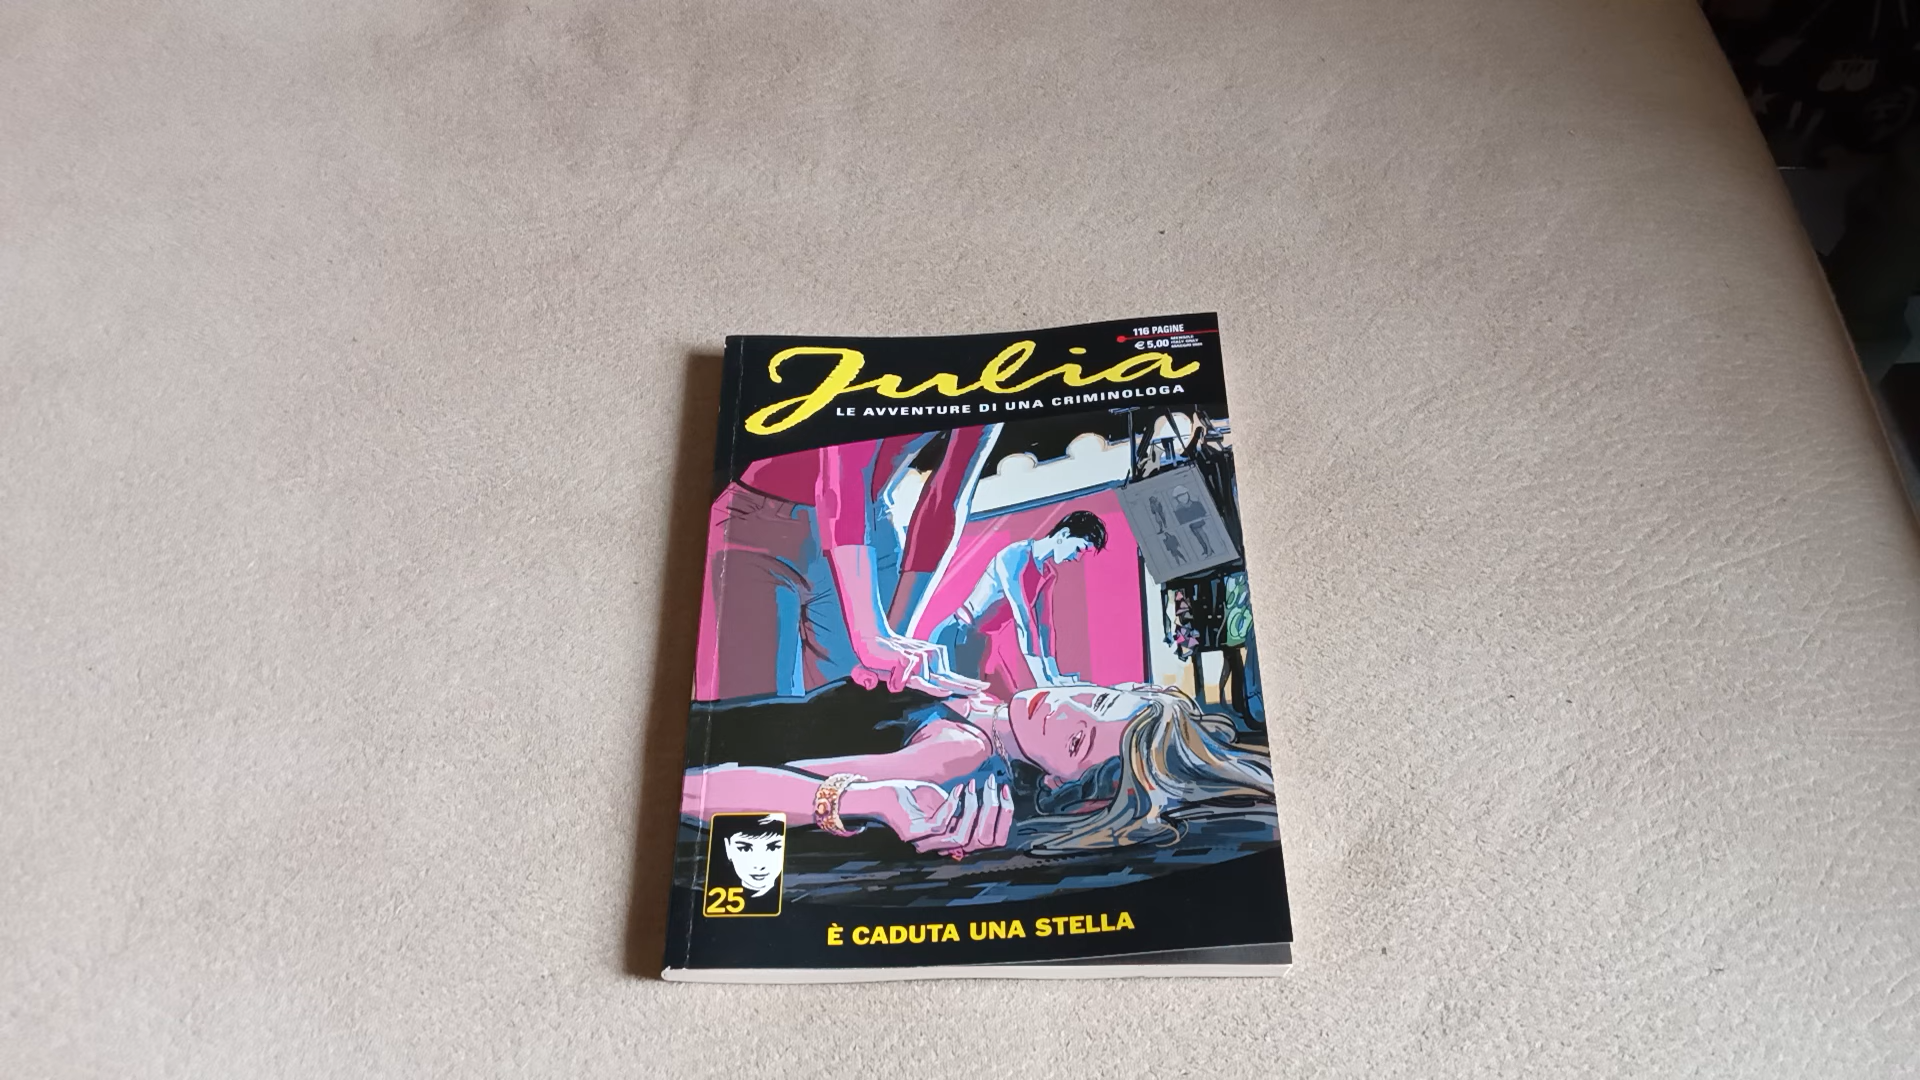 116 PAGINE
€ 5,00
Julia
LE AVVENTURE DI UNA CRIMINOLOGA
25
È CADUTA UNA STELLA